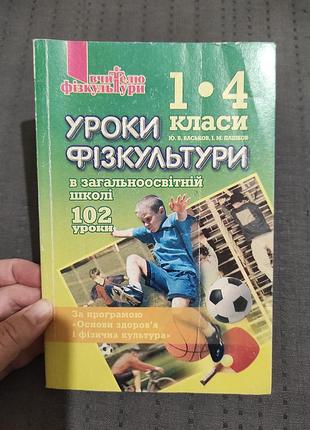 вчителю
фізкультури
1•4
класи
Ю. В. ВАСЬКОВ, І. М. ПАШКОВ
УРОКИ
ФІЗКУЛЬТУРИ
в загальноосвітній
школі
102
уроки
За програмою
«Основи здоров'я
і фізична культура»